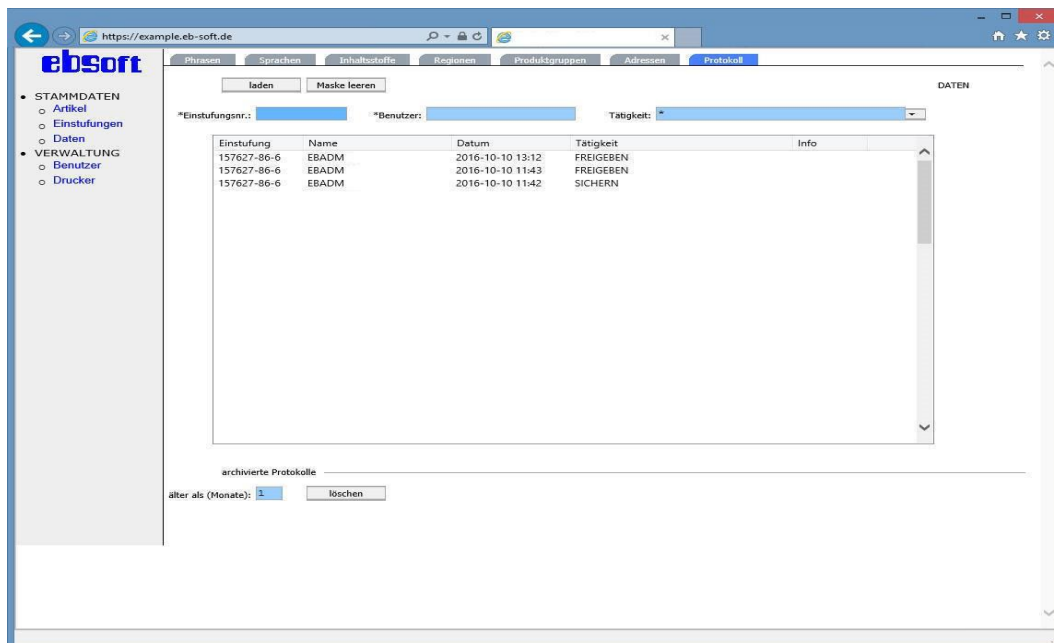 https://example.eb-soft.de
ebsoft
Phrasen Sprachen Inhaltsstoffe Regionen Produktgruppen Adressen Protokoll
laden Maske leeren DATEN
STAMMDATEN
Artikel
Einstufungen
Daten
VERWALTUNG
Benutzer
Drucker
*Einstufungsnr.: *Benutzer: Tätigkeit: *
Einstufung Name Datum Tätigkeit Info
157627-86-6 EBADM 2016-10-10 13:12 FREIGEBEN
157627-86-6 EBADM 2016-10-10 11:43 FREIGEBEN
157627-86-6 EBADM 2016-10-10 11:42 SICHERN
archivierte Protokolle
älter als (Monate): 1 löschen